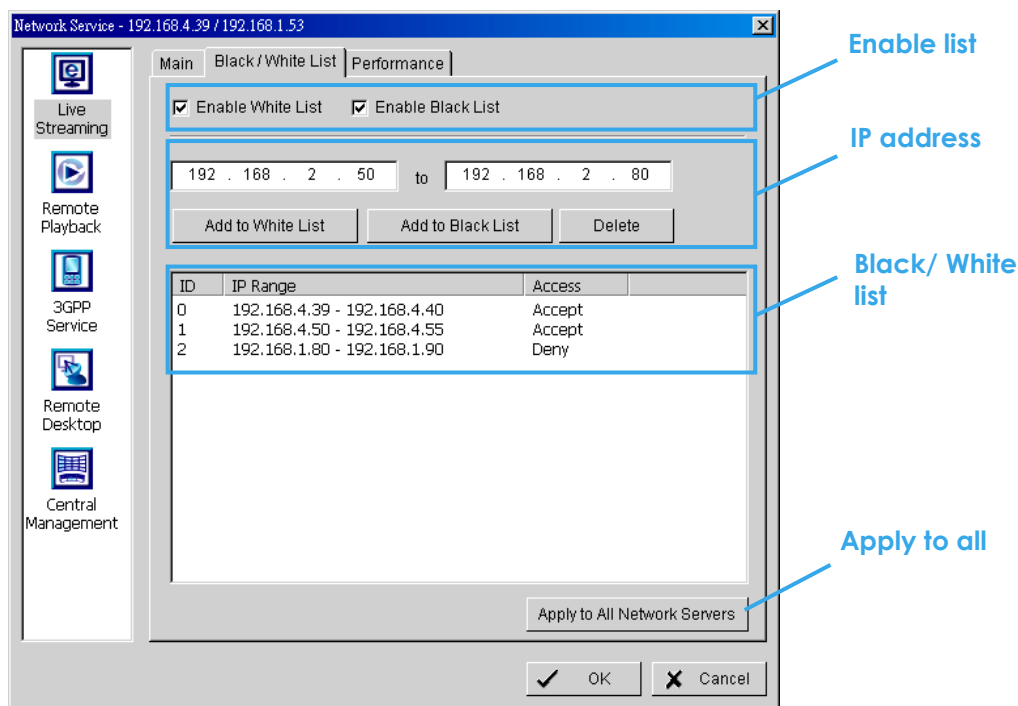 Network Service - 192.168.4.39 / 192.168.1.53
Live
Streaming
Remote
Playback
3GPP
Service
Remote
Desktop
Central
Management
Main Black / White List Performance
Enable White List Enable Black List
192 . 168 . 2 . 50 to 192 . 168 . 2 . 80
Add to White List Add to Black List Delete
ID IP Range Access
0 192.168.4.39 - 192.168.4.40 Accept
1 192.168.4.50 - 192.168.4.55 Accept
2 192.168.1.80 - 192.168.1.90 Deny
Apply to All Network Servers
OK Cancel
Enable list
IP address
Black/ White
list
Apply to all